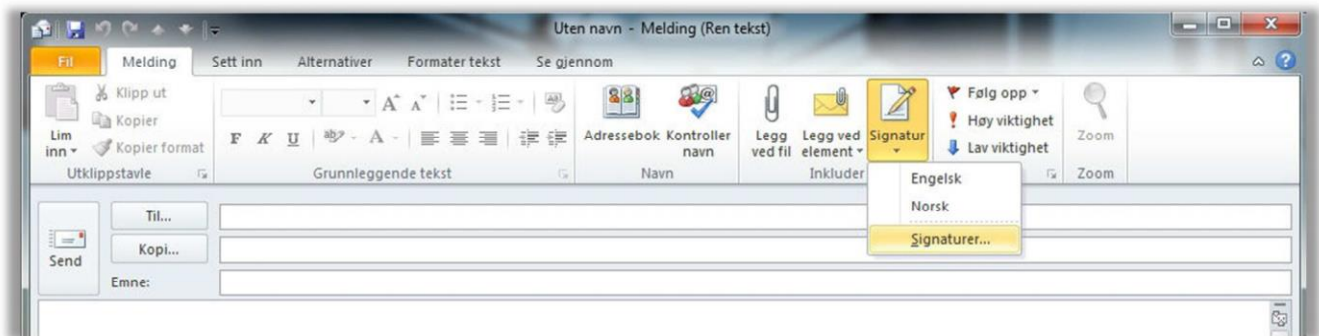 Uten navn - Melding (Ren tekst)
Fil Melding Sett inn Alternativer Formater tekst Se gjennom
Lim inn
Klipp ut
Kopier
Kopier format
Utklippstavle
A A
F K U ab A
Grunnleggende tekst
Adressebok
Kontroller navn
Navn
Legg ved fil
Legg ved element
Signatur
Inkluder
Følg opp
Høy viktighet
Lav viktighet
Zoom
Zoom
Engelsk
Norsk
Signaturer...
Send
Til...
Kopi...
Emne: